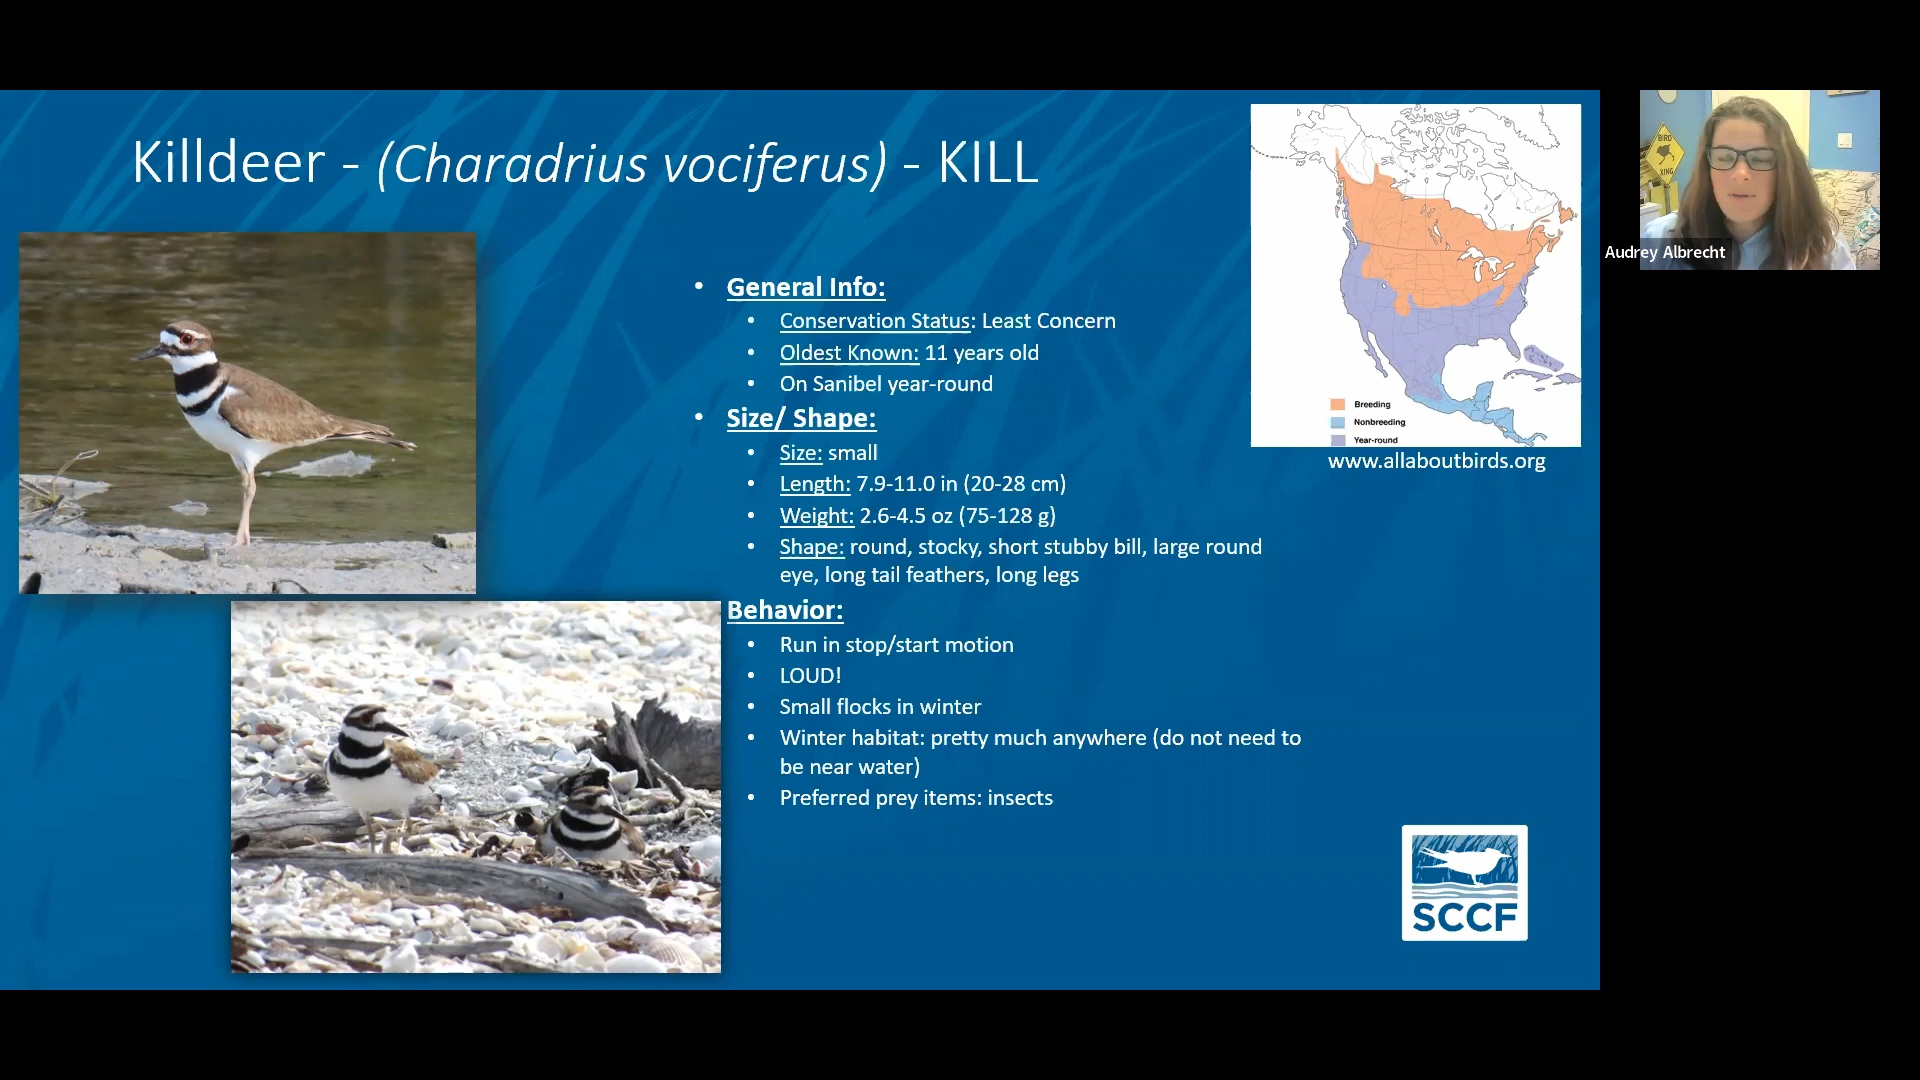 Killdeer - (Charadrius vociferus) - KILL
• General Info:
• Conservation Status: Least Concern
• Oldest Known: 11 years old
• On Sanibel year-round
• Size/ Shape:
• Size: small
• Length: 7.9-11.0 in (20-28 cm)
• Weight: 2.6-4.5 oz (75-128 g)
• Shape: round, stocky, short stubby bill, large round
eye, long tail feathers, long legs
Behavior:
• Run in stop/start motion
• LOUD!
• Small flocks in winter
• Winter habitat: pretty much anywhere (do not need to
be near water)
• Preferred prey items: insects
Breeding
Nonbreeding
Year-round
www.allaboutbirds.org
SCCF
BIRD
XING
Audrey Albrecht